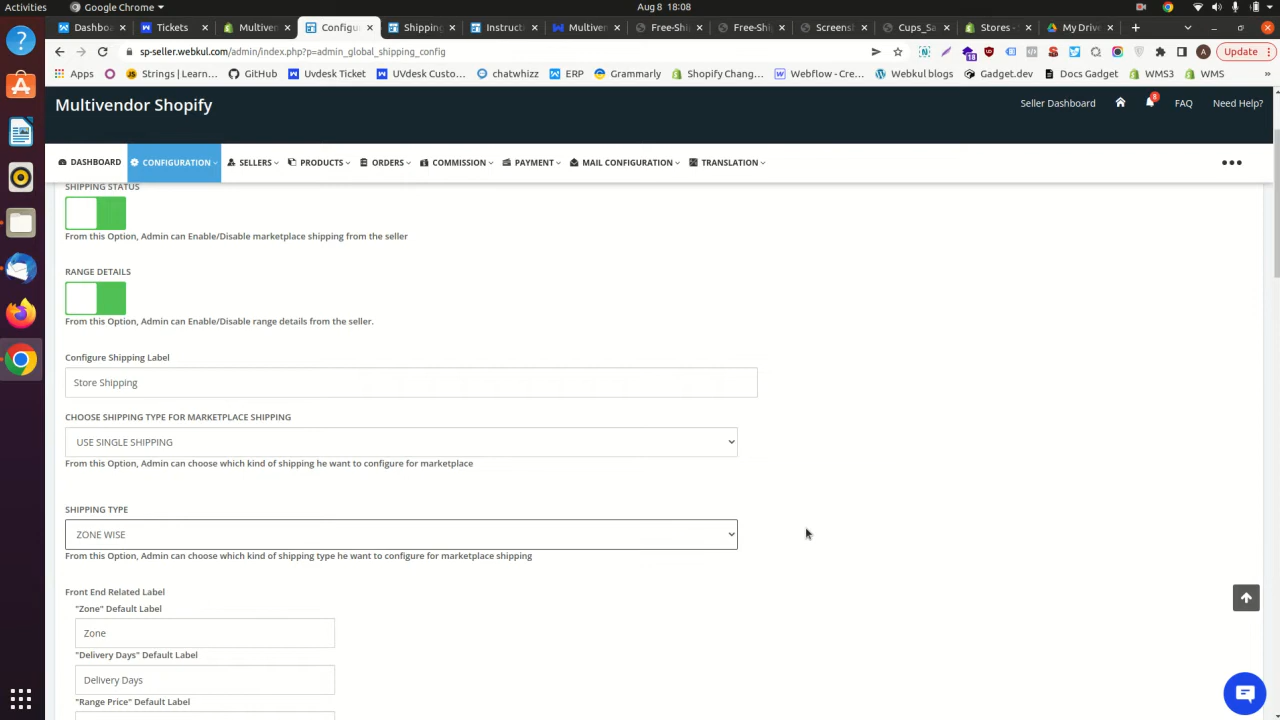 Activities
Google Chrome
Aug 8 18:08
Dashbo
Tickets
Multiven
Configur
Shipping
Instruct
Multiven
Free-Shi
Free-Shi
Screensh
Cups_Sa
Stores -
My Drive
sp-seller.webkul.com/admin/index.php?p=admin_global_shipping_config
18
A
Update
Apps
Strings | Learn...
GitHub
Uvdesk Ticket
UVdesk Custo...
chatwhizz
ERP
Grammarly
Shopify Chang...
Webflow - Cre...
Webkul blogs
Gadget.dev
Docs Gadget
WMS3
WMS
»
Multivendor Shopify
Seller Dashboard
8
FAQ
Need Help?
DASHBOARD
CONFIGURATION
SELLERS
PRODUCTS
ORDERS
COMMISSION
PAYMENT
MAIL CONFIGURATION
TRANSLATION
SHIPPING STATUS
From this Option, Admin can Enable/Disable marketplace shipping from the seller
RANGE DETAILS
From this Option, Admin can Enable/Disable range details from the seller.
Configure Shipping Label
Store Shipping
CHOOSE SHIPPING TYPE FOR MARKETPLACE SHIPPING
USE SINGLE SHIPPING
From this Option, Admin can choose which kind of shipping he want to configure for marketplace
SHIPPING TYPE
ZONE WISE
From this Option, Admin can choose which kind of shipping type he want to configure for marketplace shipping
Front End Related Label
"Zone" Default Label
Zone
"Delivery Days" Default Label
Delivery Days
"Range Price" Default Label